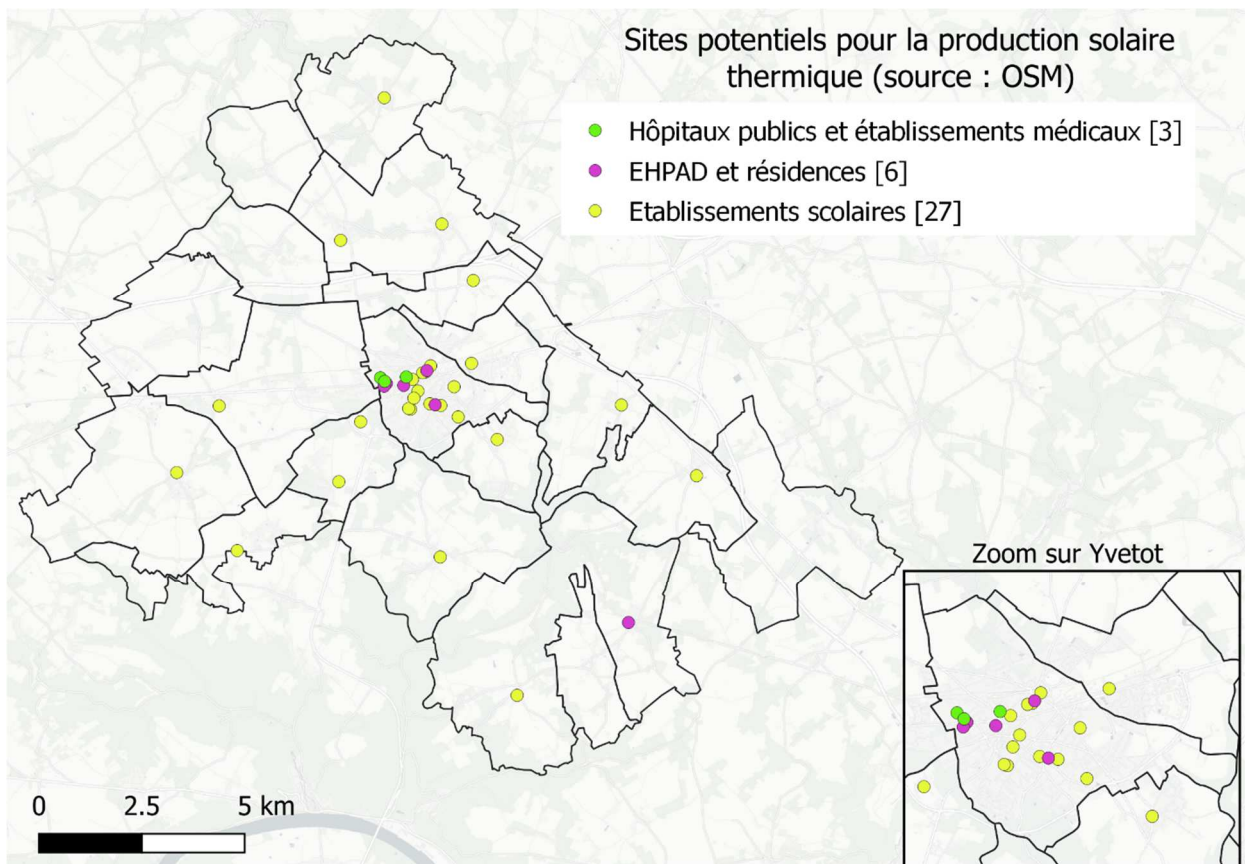 Sites potentiels pour la production solaire
thermique (source : OSM)
Hôpitaux publics et établissements médicaux [3]
EHPAD et résidences [6]
Etablissements scolaires [27]
Zoom sur Yvetot
0 2.5 5 km